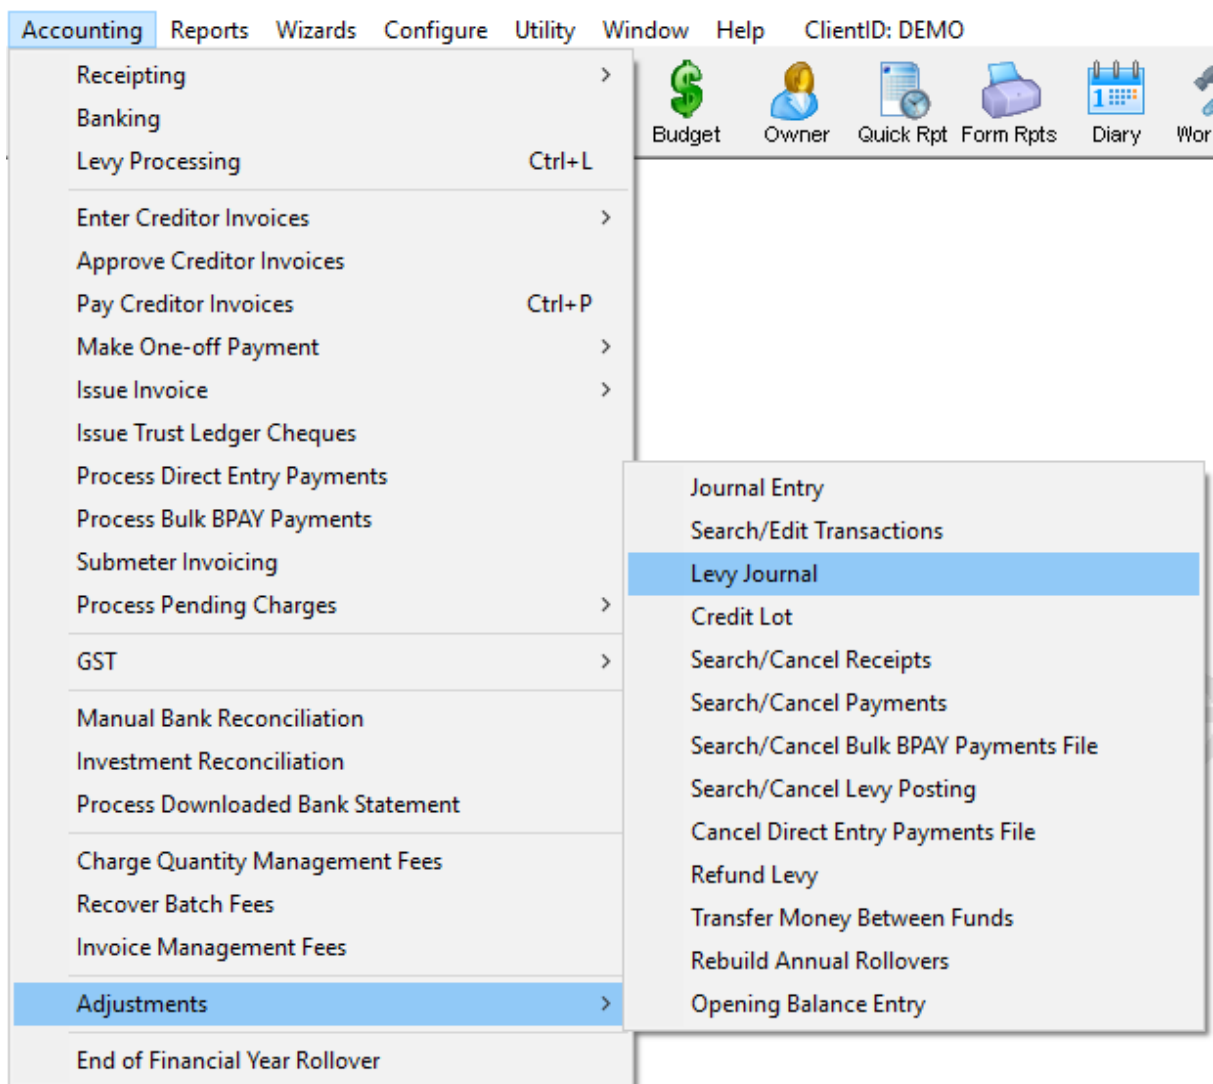 Accounting Reports Wizards Configure Utility Window Help ClientID: DEMO
Budget Owner Quick Rpt Form Rpts Diary
Receipting
Banking
Levy Processing Ctrl+L
Enter Creditor Invoices
Approve Creditor Invoices
Pay Creditor Invoices Ctrl+P
Make One-off Payment
Issue Invoice
Issue Trust Ledger Cheques
Process Direct Entry Payments
Process Bulk BPAY Payments
Submeter Invoicing
Process Pending Charges
GST
Manual Bank Reconciliation
Investment Reconciliation
Process Downloaded Bank Statement
Charge Quantity Management Fees
Recover Batch Fees
Invoice Management Fees
Adjustments
End of Financial Year Rollover
Journal Entry
Search/Edit Transactions
Levy Journal
Credit Lot
Search/Cancel Receipts
Search/Cancel Payments
Search/Cancel Bulk BPAY Payments File
Search/Cancel Levy Posting
Cancel Direct Entry Payments File
Refund Levy
Transfer Money Between Funds
Rebuild Annual Rollovers
Opening Balance Entry